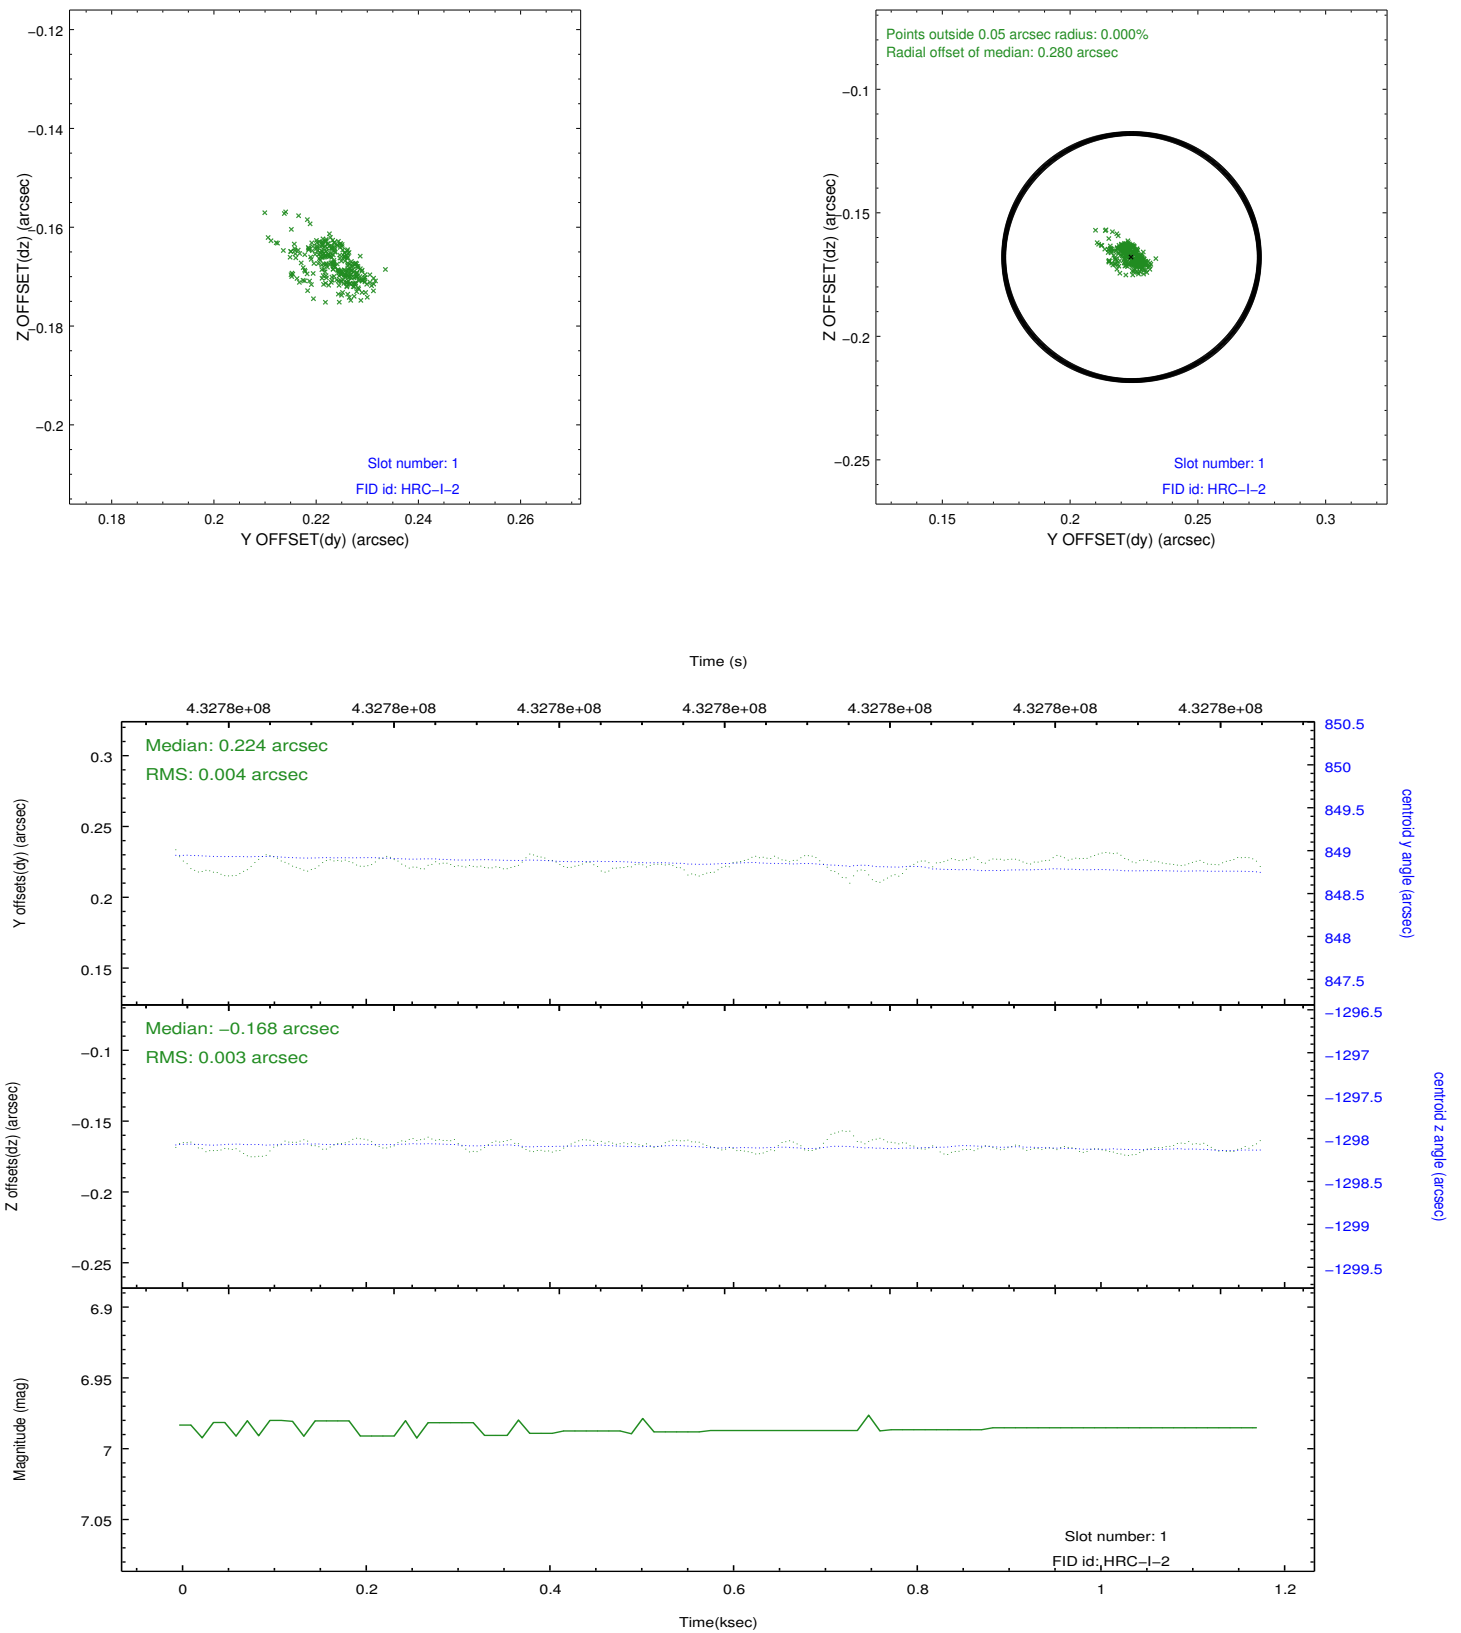 −0.12
−0.14
−0.16
−0.18
−0.2
Z OFFSET(dz) (arcsec)
Slot number: 1
FID id: HRC−I−2
0.18 0.2 0.22 0.24 0.26
Y OFFSET(dy) (arcsec)
Points outside 0.05 arcsec radius: 0.000%
Radial offset of median: 0.280 arcsec
−0.1
−0.15
−0.2
−0.25
Z OFFSET(dz) (arcsec)
Slot number: 1
FID id: HRC−I−2
0.15 0.2 0.25 0.3
Y OFFSET(dy) (arcsec)
Time (s)
4.3278e+08 4.3278e+08 4.3278e+08 4.3278e+08 4.3278e+08 4.3278e+08 4.3278e+08
Median: 0.224 arcsec
RMS: 0.004 arcsec
0.3
0.25
0.2
0.15
Y offsets(dy) (arcsec)
850.5
850
849.5
849
848.5
848
847.5
centroid y angle (arcsec)
Median: −0.168 arcsec
RMS: 0.003 arcsec
−0.1
−0.15
−0.2
−0.25
Z offsets(dz) (arcsec)
−1296.5
−1297
−1297.5
−1298
−1298.5
−1299
−1299.5
centroid z angle (arcsec)
6.9
6.95
7
7.05
Magnitude (mag)
Slot number: 1
FID id: HRC−I−2
0 0.2 0.4 0.6 0.8 1 1.2
Time(ksec)